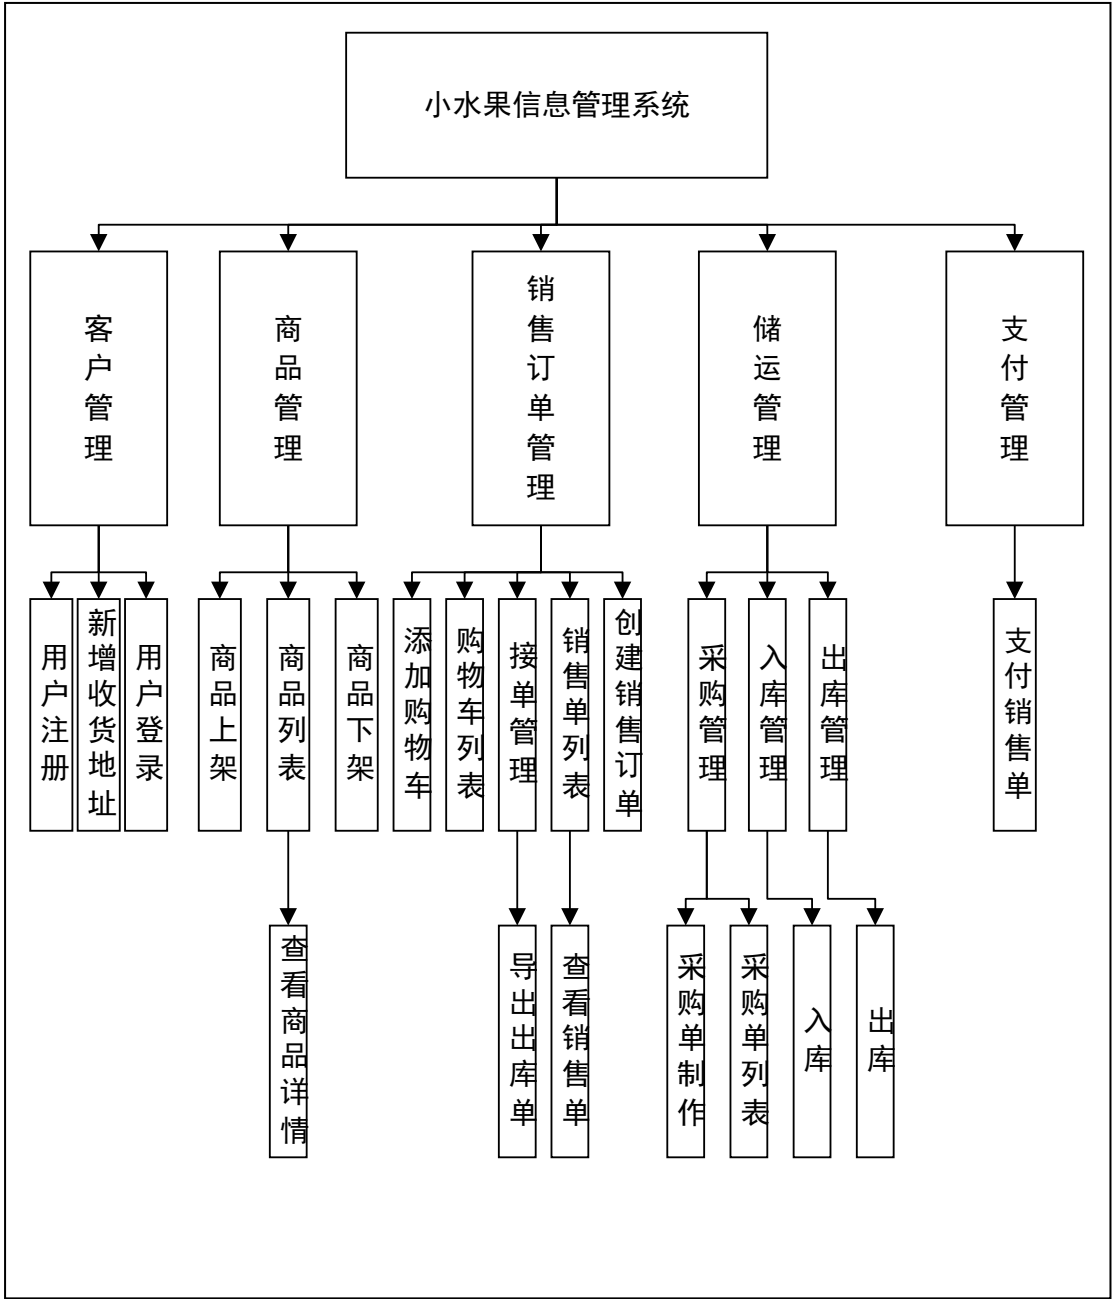 小水果信息管理系统
客户管理
商品管理
销售订单管理
储运管理
支付管理
用户注册
新增收货地址
用户登录
商品上架
商品列表
商品下架
添加购物车
购物车列表
接单管理
销售单列表
创建销售订单
采购管理
入库管理
出库管理
支付销售单
查看商品详情
导出出库单
查看销售单
采购单制作
采购单列表
入库
出库